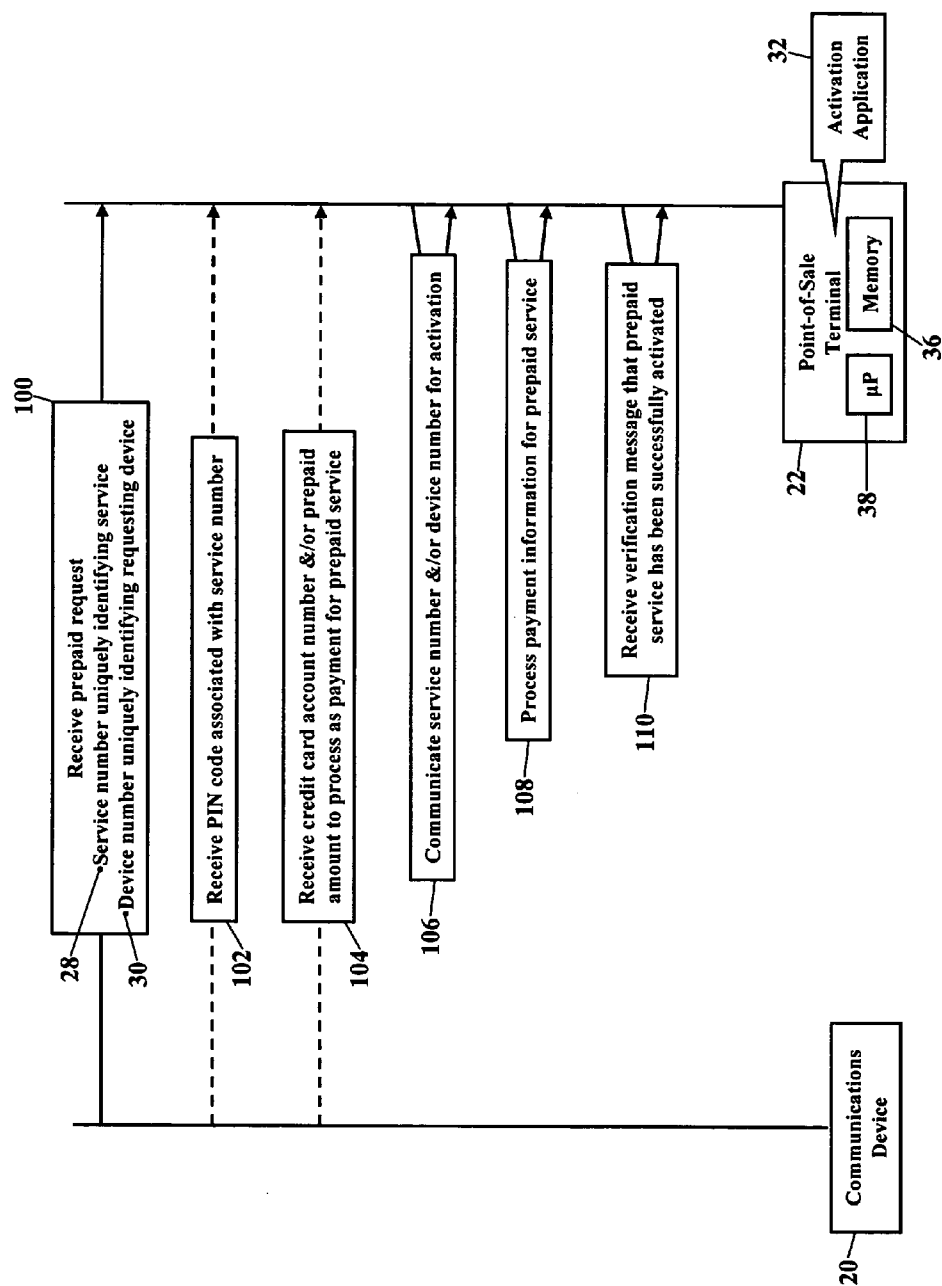 100
Receive prepaid request
•Service number uniquely identifying service
•Device number uniquely identifying requesting device
28
30
Receive PIN code associated with service number
102
Receive credit card account number &/or prepaid
amount to process as payment for prepaid service
104
Communicate service number &/or device number for activation
106
Process payment information for prepaid service
108
Receive verification message that prepaid
service has been successfully activated
110
Communications
Device
20
Point-of-Sale
Terminal
22
µP
38
Memory
36
Activation
Application
32